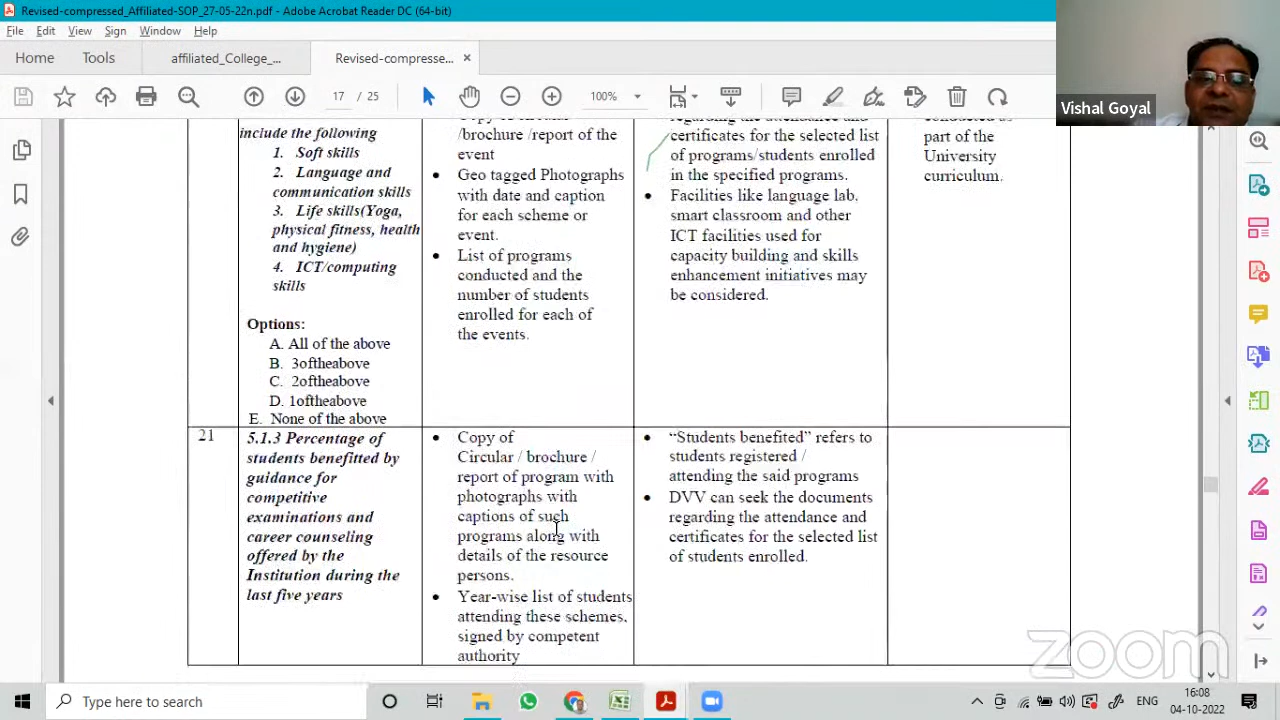 Revised-compressed_Affiliated-SOP_27-05-22n.pdf - Adobe Acrobat Reader DC (64-bit)
File Edit View Sign Window Help
Home Tools affiliated_College_... Revised-compresse... ×
17 / 25 100%
Vishal Goyal
include the following
1. Soft skills
2. Language and
communication skills
3. Life skills(Yoga,
physical fitness, health
and hygiene)
4. ICT/computing
skills
Options:
A. All of the above
B. 3oftheabove
C. 2oftheabove
D. 1oftheabove
E. None of the above
/brochure /report of the
event
• Geo tagged Photographs
with date and caption
for each scheme or
event.
• List of programs
conducted and the
number of students
enrolled for each of
the events.
regarding the attendance and
certificates for the selected list
of programs/students enrolled
in the specified programs.
• Facilities like language lab,
smart classroom and other
ICT facilities used for
capacity building and skills
enhancement initiatives may
be considered.
conducted as
part of the
University
curriculum.
21
5.1.3 Percentage of
students benefitted by
guidance for
competitive
examinations and
career counseling
offered by the
Institution during the
last five years
• Copy of
Circular / brochure /
report of program with
photographs with
captions of such
programs along with
details of the resource
persons.
• Year-wise list of students
attending these schemes,
signed by competent
authority
• “Students benefited” refers to
students registered /
attending the said programs
• DVV can seek the documents
regarding the attendance and
certificates for the selected list
of students enrolled.
zoom
Type here to search
ENG
16:08
04-10-2022